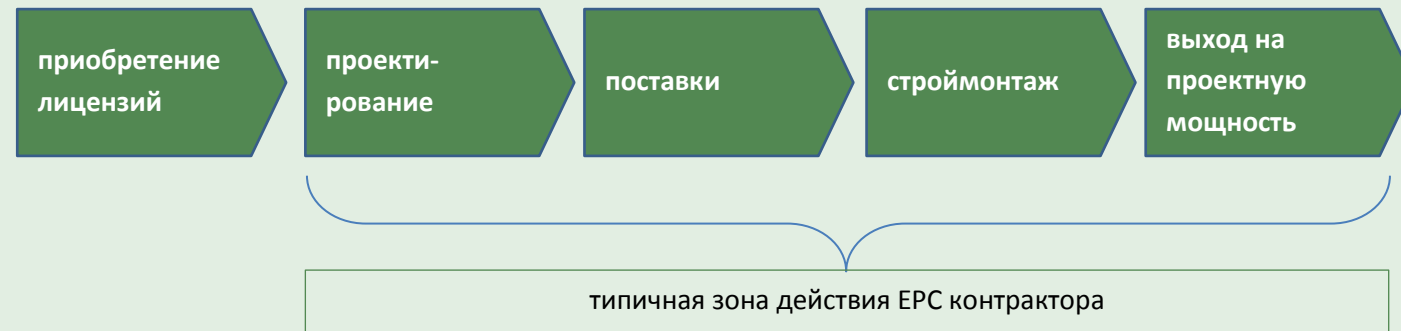 приобретение
лицензий
проекти-
рование
поставки
строймонтаж
выход на
проектную
мощность
типичная зона действия EPC контрактора